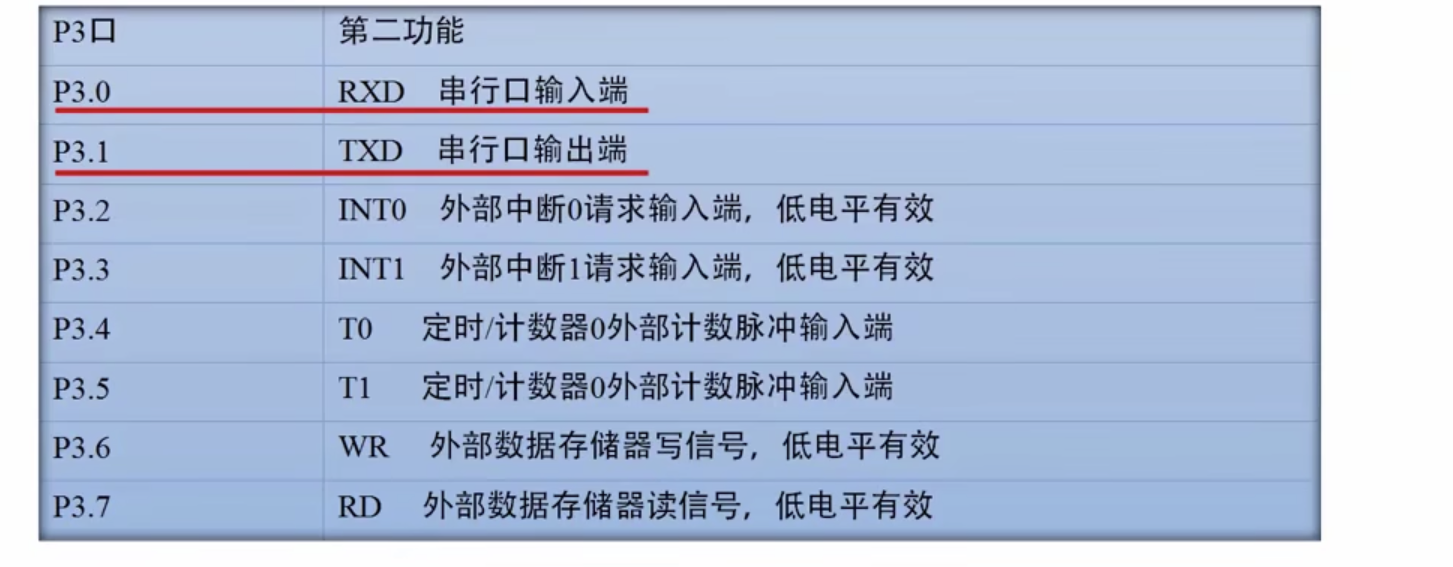 P3口 第二功能
P3.0 RXD 串行口输入端
P3.1 TXD 串行口输出端
P3.2 INT0 外部中断0请求输入端，低电平有效
P3.3 INT1 外部中断1请求输入端，低电平有效
P3.4 T0 定时/计数器0外部计数脉冲输入端
P3.5 T1 定时/计数器0外部计数脉冲输入端
P3.6 WR 外部数据存储器写信号，低电平有效
P3.7 RD 外部数据存储器读信号，低电平有效